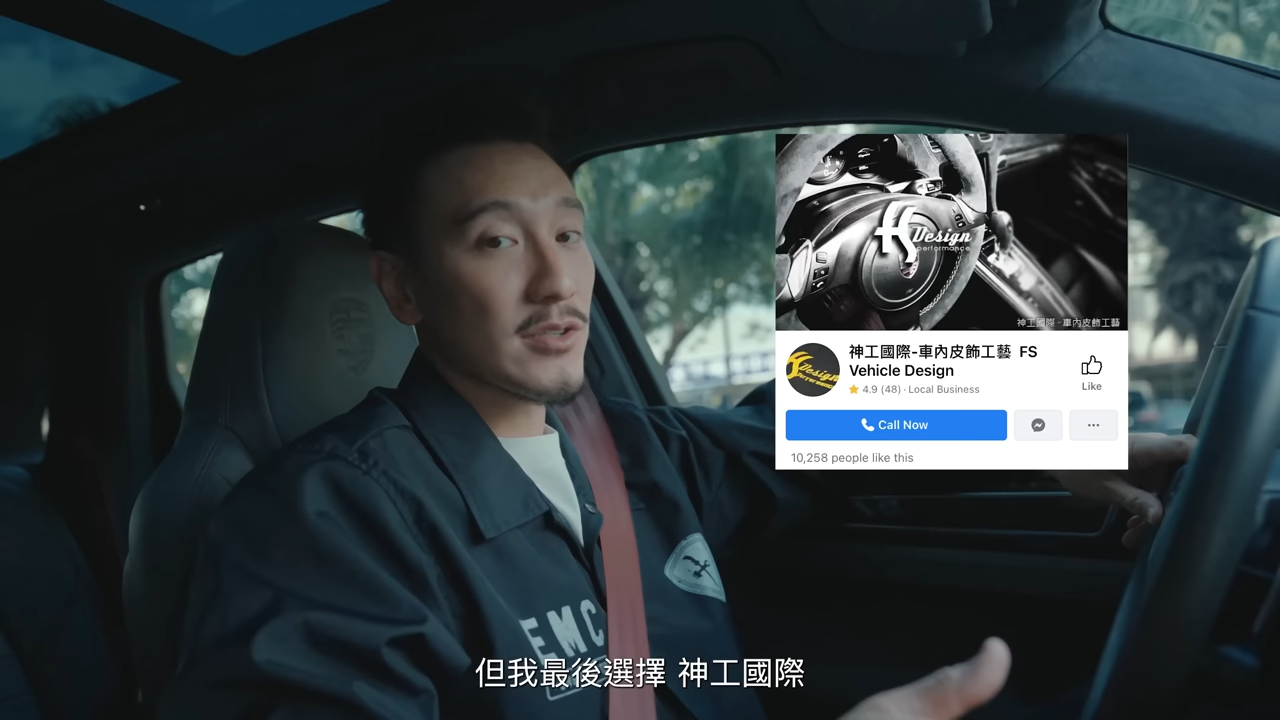 FS Design
performance
神工國際 -車內皮飾工藝
神工國際-車內皮飾工藝 FS
Vehicle Design
4.9 (48) · Local Business
Like
Call Now
10,258 people like this
EMC
但我最後選擇 神工國際